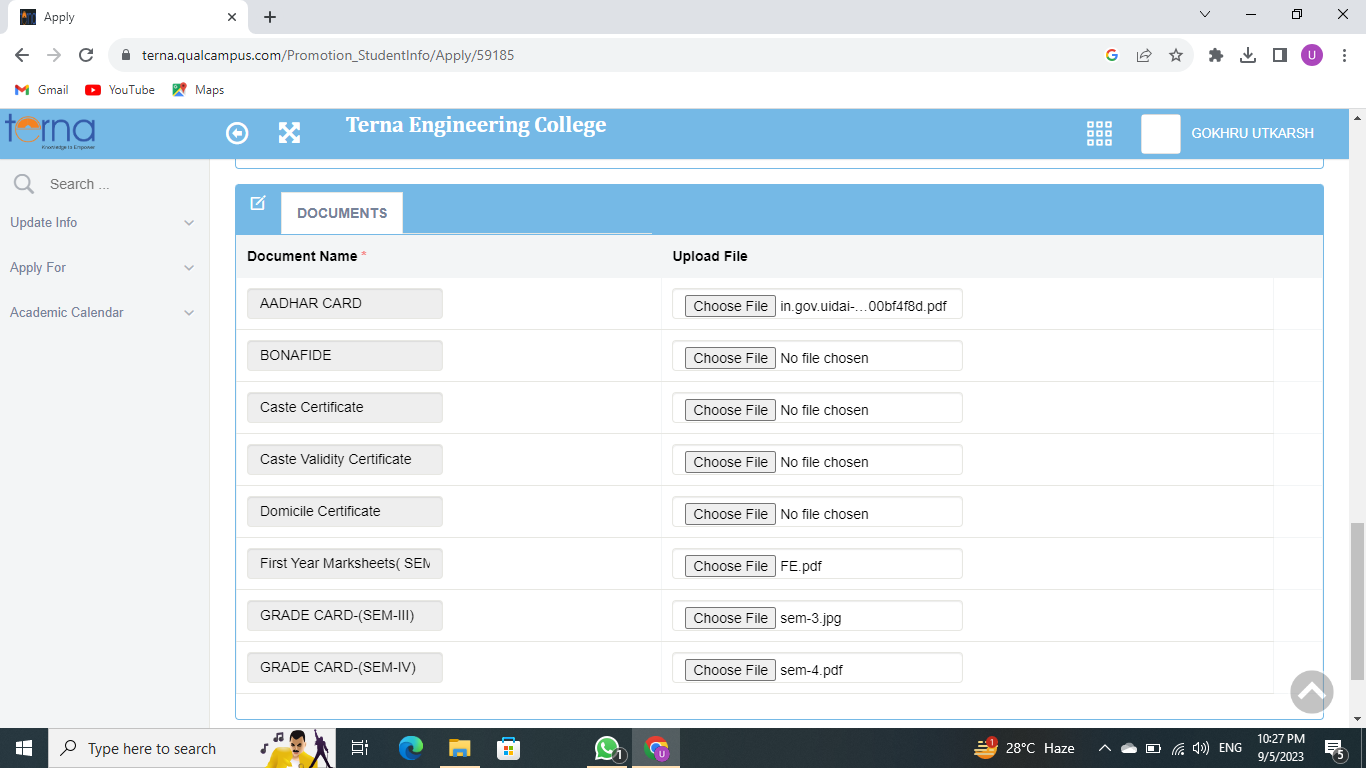 Apply
terna.qualcampus.com/Promotion_StudentInfo/Apply/59185
G
U
Gmail
YouTube
Maps
terna
Knowledge to Empower
Terna Engineering College
GOKHRU UTKARSH
Search ...
Update Info
Apply For
Academic Calendar
DOCUMENTS
Document Name *
Upload File
AADHAR CARD
Choose File in.gov.uidai-...00bf4f8d.pdf
BONAFIDE
Choose File No file chosen
Caste Certificate
Choose File No file chosen
Caste Validity Certificate
Choose File No file chosen
Domicile Certificate
Choose File No file chosen
First Year Marksheets( SEM
Choose File FE.pdf
GRADE CARD-(SEM-III)
Choose File sem-3.jpg
GRADE CARD-(SEM-IV)
Choose File sem-4.pdf
Type here to search
1
U
1
28°C Haze
ENG
10:27 PM
9/5/2023
5